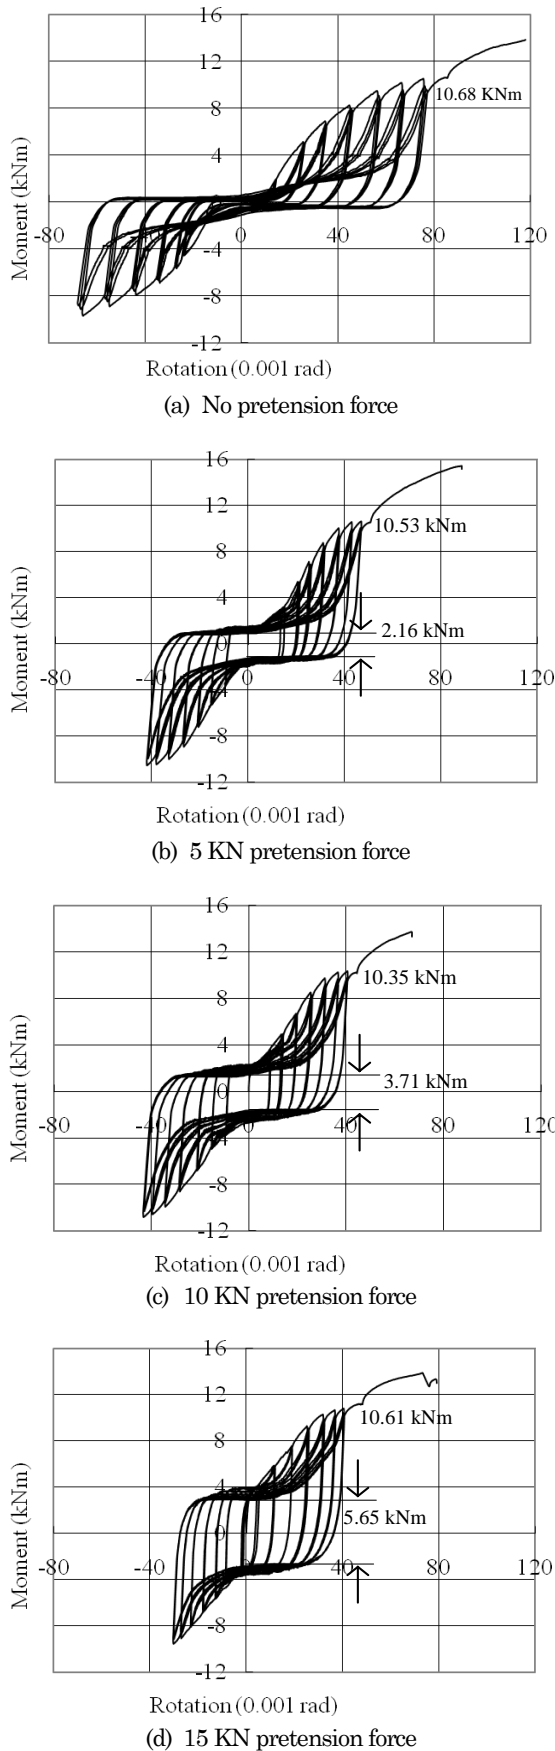 16
12
8
4
0
-4
-8
-12
-80
-40
0
40
80
120
10.68 KNm
Moment (kNm)
Rotation (0.001 rad)
(a) No pretension force
16
12
8
4
0
-4
-8
-12
-80
-40
0
40
80
120
10.53 kNm
2.16 kNm
Moment (kNm)
Rotation (0.001 rad)
(b) 5 KN pretension force
16
12
8
4
0
-4
-8
-12
-80
-40
0
40
80
120
10.35 kNm
3.71 kNm
Moment (kNm)
Rotation (0.001 rad)
(c) 10 KN pretension force
16
12
8
4
0
-4
-8
-12
-80
-40
0
40
80
120
10.61 kNm
5.65 kNm
Moment (kNm)
Rotation (0.001 rad)
(d) 15 KN pretension force